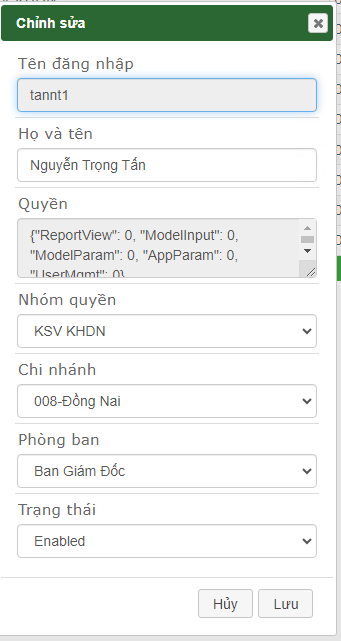 Chỉnh sửa
Tên đăng nhập
tannt1
Họ và tên
Nguyễn Trọng Tấn
Quyền
{"ReportView": 0, "ModelInput": 0,
"ModelParam": 0, "AppParam": 0,
"UserMgmt": 0}
Nhóm quyền
KSV KHDN
Chi nhánh
008-Đồng Nai
Phòng ban
Ban Giám Đốc
Trạng thái
Enabled
Hủy Lưu